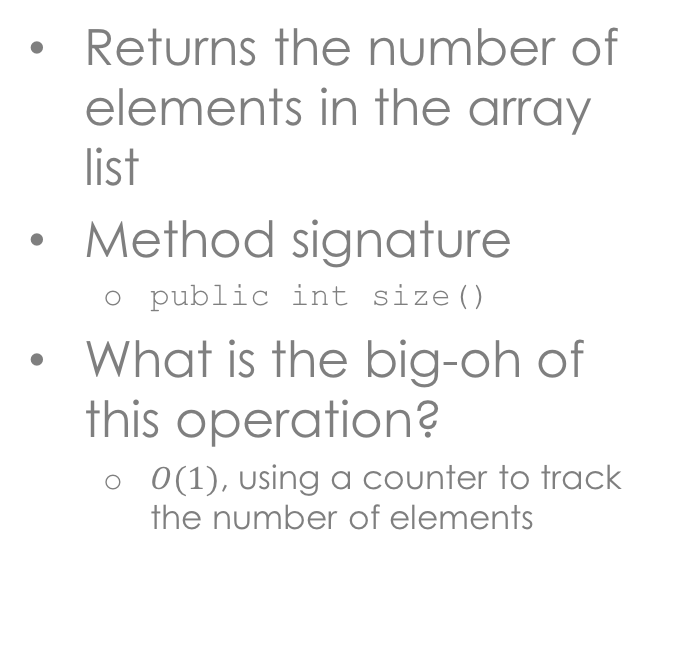 • Returns the number of
elements in the array
list
• Method signature
o public int size()
• What is the big-oh of
this operation?
o O(1), using a counter to track
the number of elements